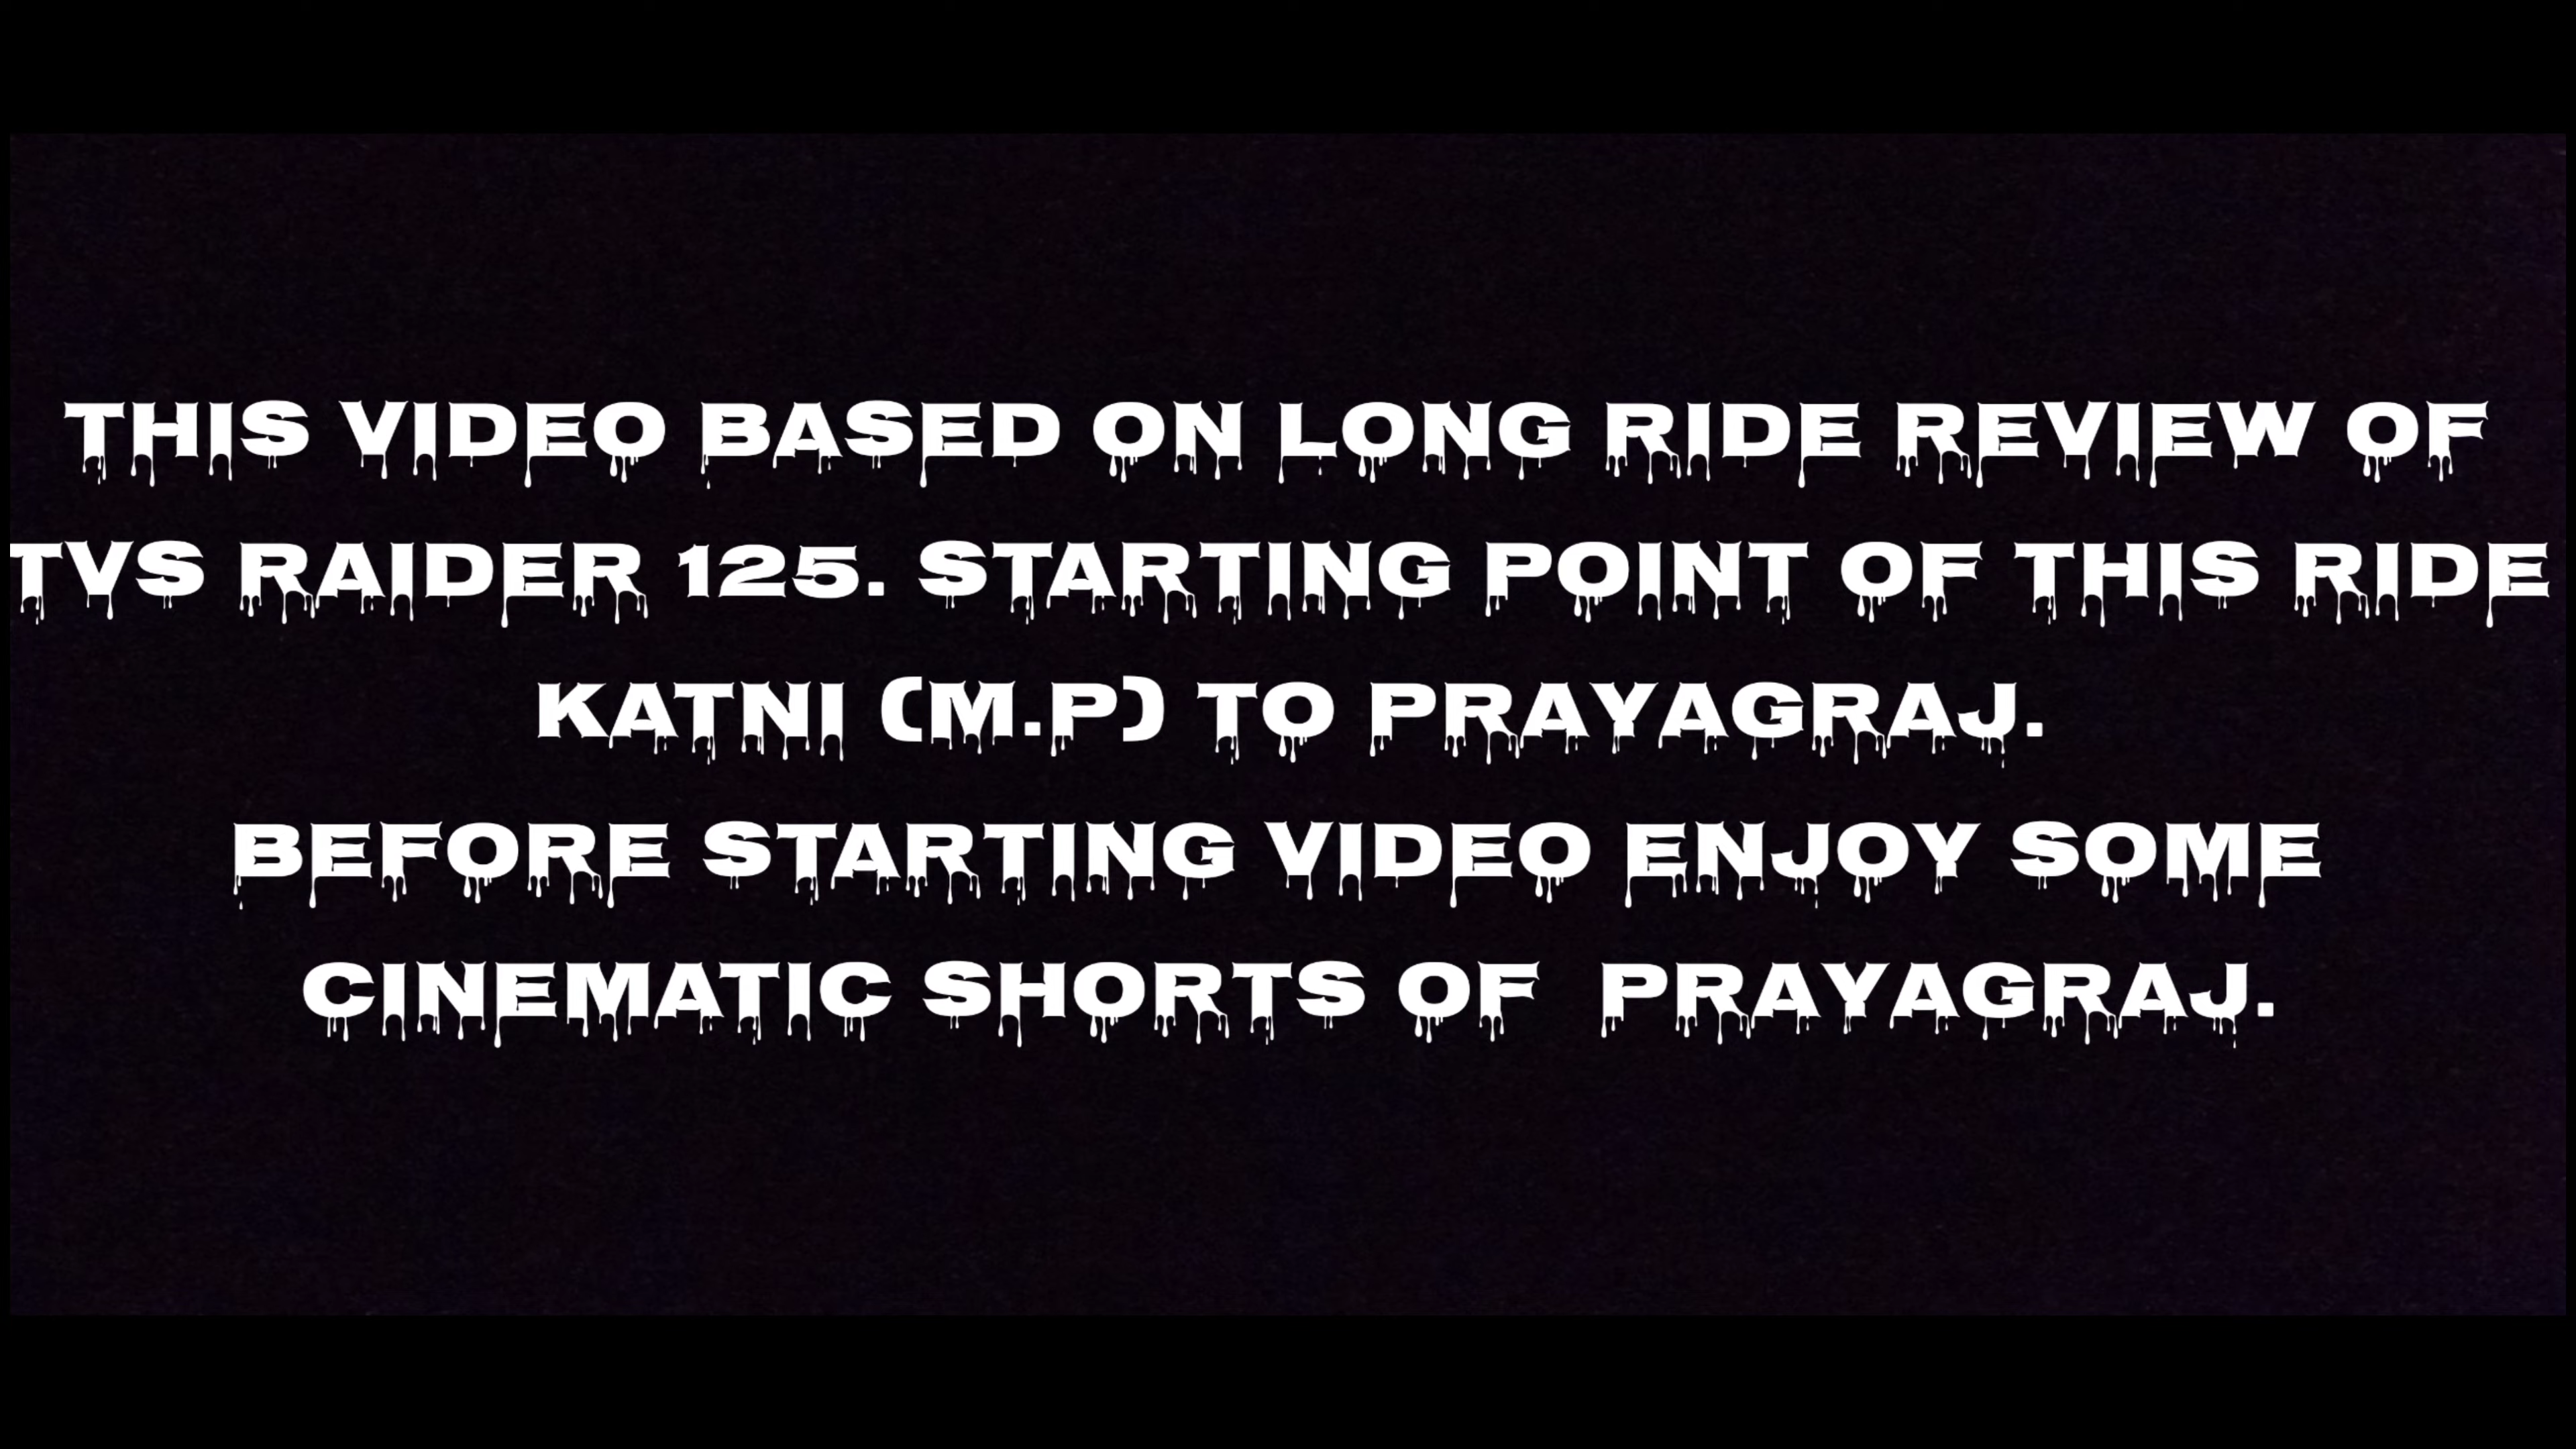 THIS VIDEO BASED ON LONG RIDE REVIEW OF
TVS RAIDER 125. STARTING POINT OF THIS RIDE
KATNI (M.P) TO PRAYAGRAJ.
BEFORE STARTING VIDEO ENJOY SOME
CINEMATIC SHORTS OF  PRAYAGRAJ.